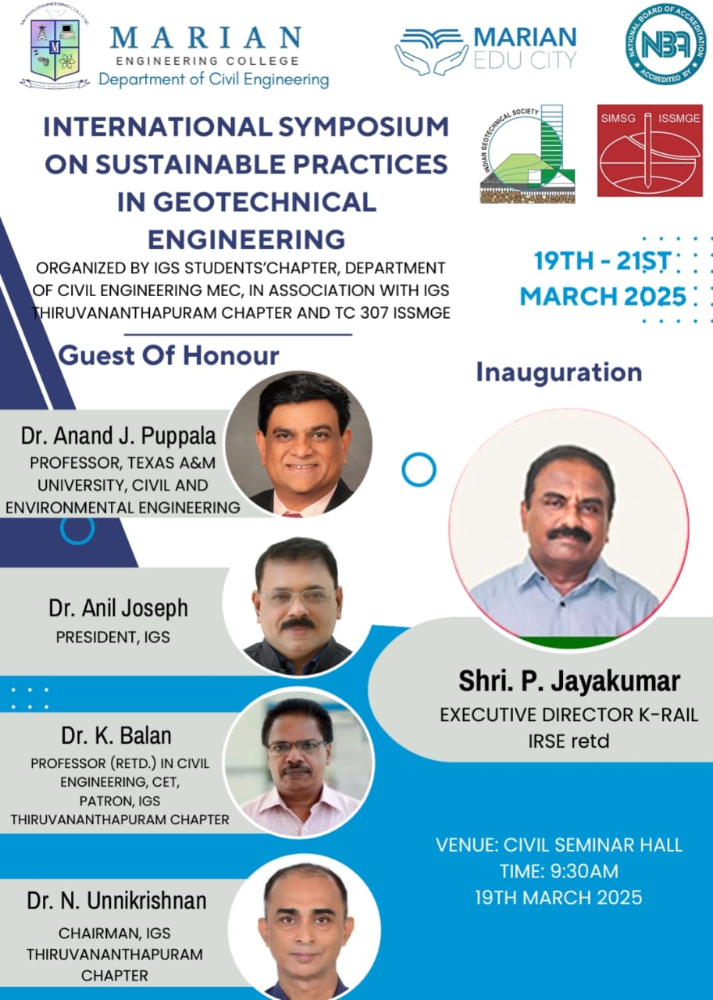 MARIAN ENGINEERING COLLEGE
M
MARIAN
ENGINEERING COLLEGE
Department of Civil Engineering
MARIAN
EDU CITY
NATIONAL BOARD OF ACCREDITATION
NBA
ACCREDITED BY
INTERNATIONAL SYMPOSIUM
ON SUSTAINABLE PRACTICES
IN GEOTECHNICAL
ENGINEERING
INDIAN GEOTECHNICAL SOCIETY
SIMSG ISSMGE
ORGANIZED BY IGS STUDENTS’CHAPTER, DEPARTMENT
OF CIVIL ENGINEERING MEC, IN ASSOCIATION WITH IGS
THIRUVANANTHAPURAM CHAPTER AND TC 307 ISSMGE
19TH - 21ST
MARCH 2025
Guest Of Honour
Dr. Anand J. Puppala
PROFESSOR, TEXAS A&M
UNIVERSITY, CIVIL AND
ENVIRONMENTAL ENGINEERING
Dr. Anil Joseph
PRESIDENT, IGS
Dr. K. Balan
PROFESSOR (RETD.) IN CIVIL
ENGINEERING, CET,
PATRON, IGS
THIRUVANANTHAPURAM CHAPTER
Dr. N. Unnikrishnan
CHAIRMAN, IGS
THIRUVANANTHAPURAM
CHAPTER
Inauguration
Shri. P. Jayakumar
EXECUTIVE DIRECTOR K-RAIL
IRSE retd
VENUE: CIVIL SEMINAR HALL
TIME: 9:30AM
19TH MARCH 2025